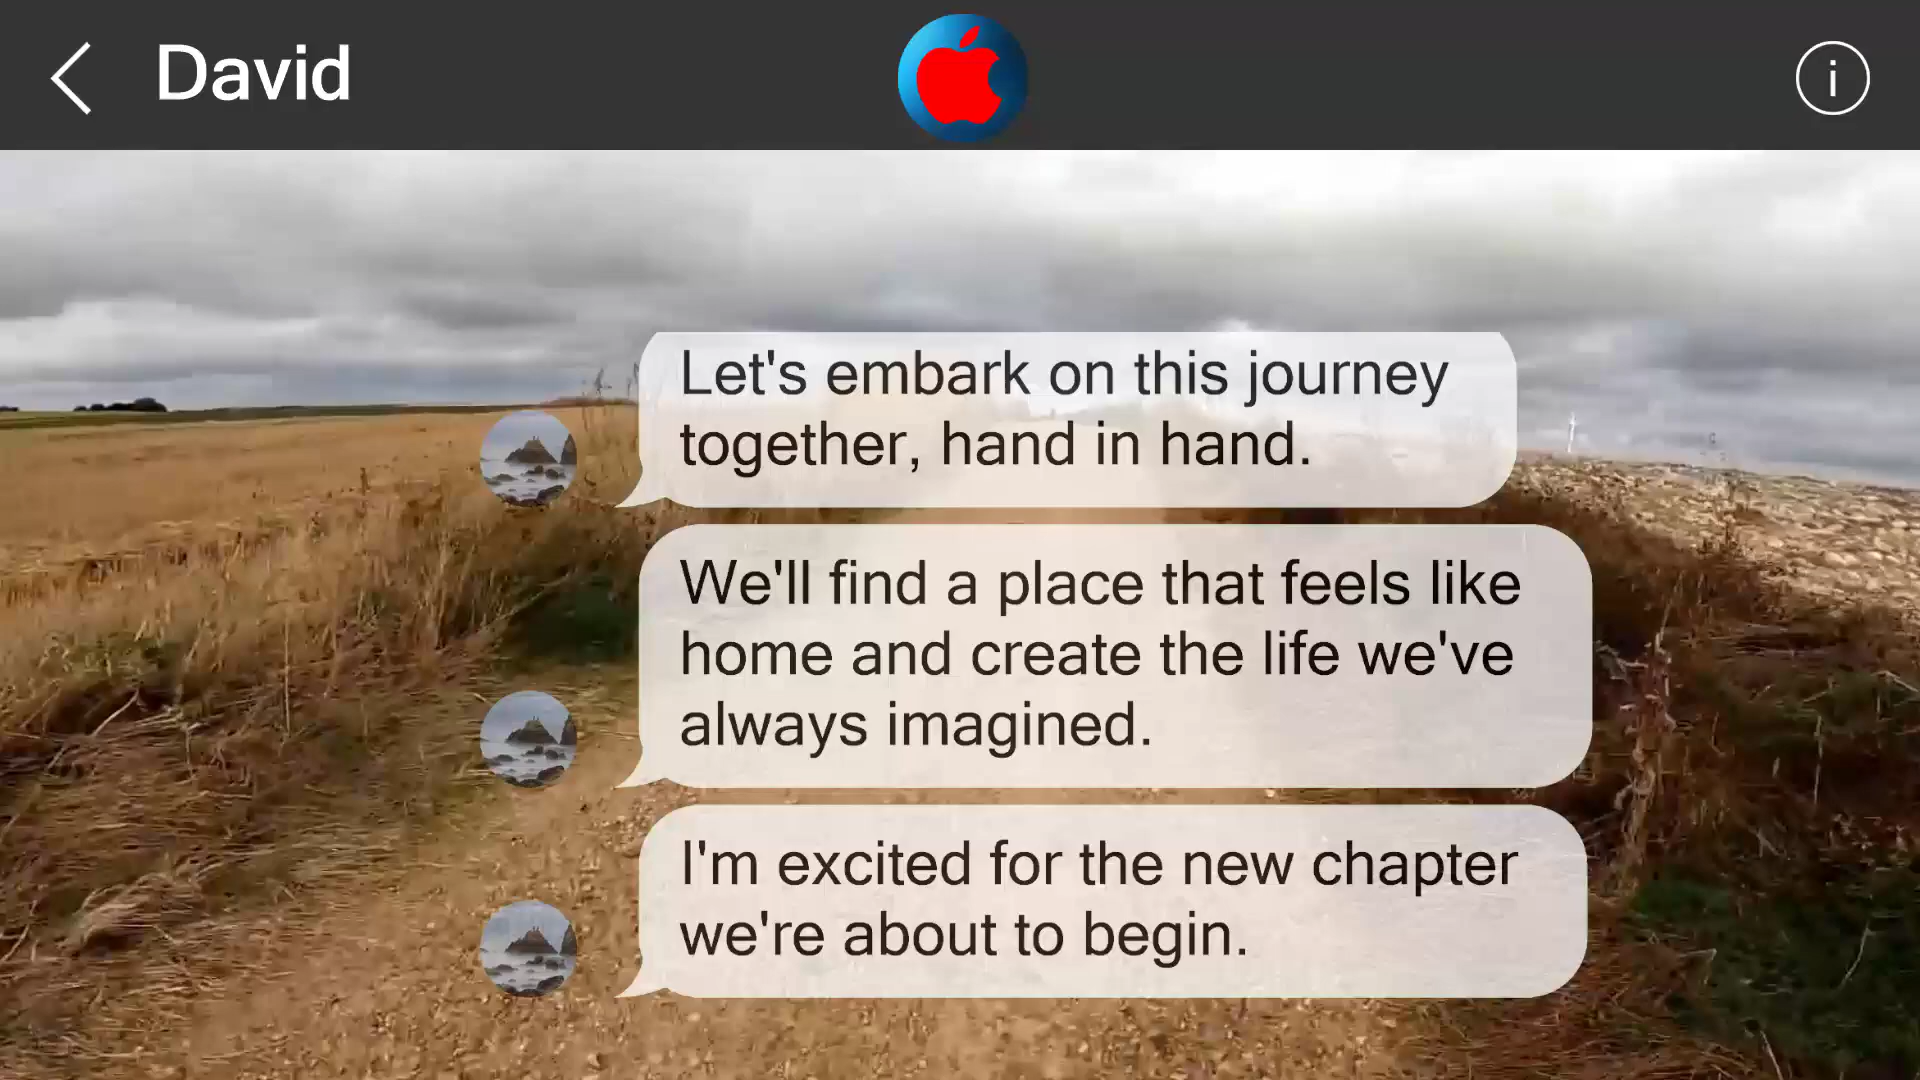 David
Let's embark on this journey
together, hand in hand.
We'll find a place that feels like
home and create the life we've
always imagined.
I'm excited for the new chapter
we're about to begin.